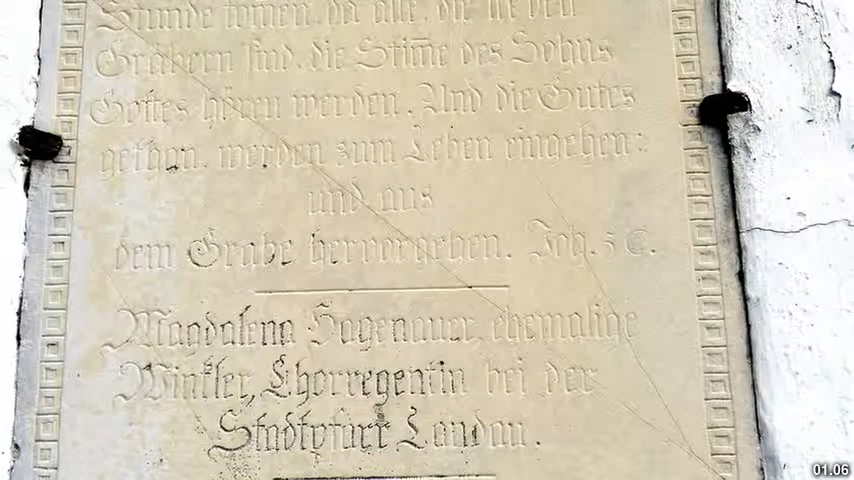 Stunde komen, da alle, die in den
Gräbern sind, die Stim̅e des Sohns
Gottes hören werden. Und die Gutes
gethan, werden zum Leben eingehen:
und aus
dem Grabe hervorgehen. Joh. 5 C.
Magdalena Hagenauer, ehemalige
Winkler, Chorregentin bei der
Stadtpfarr Landau.
01.06